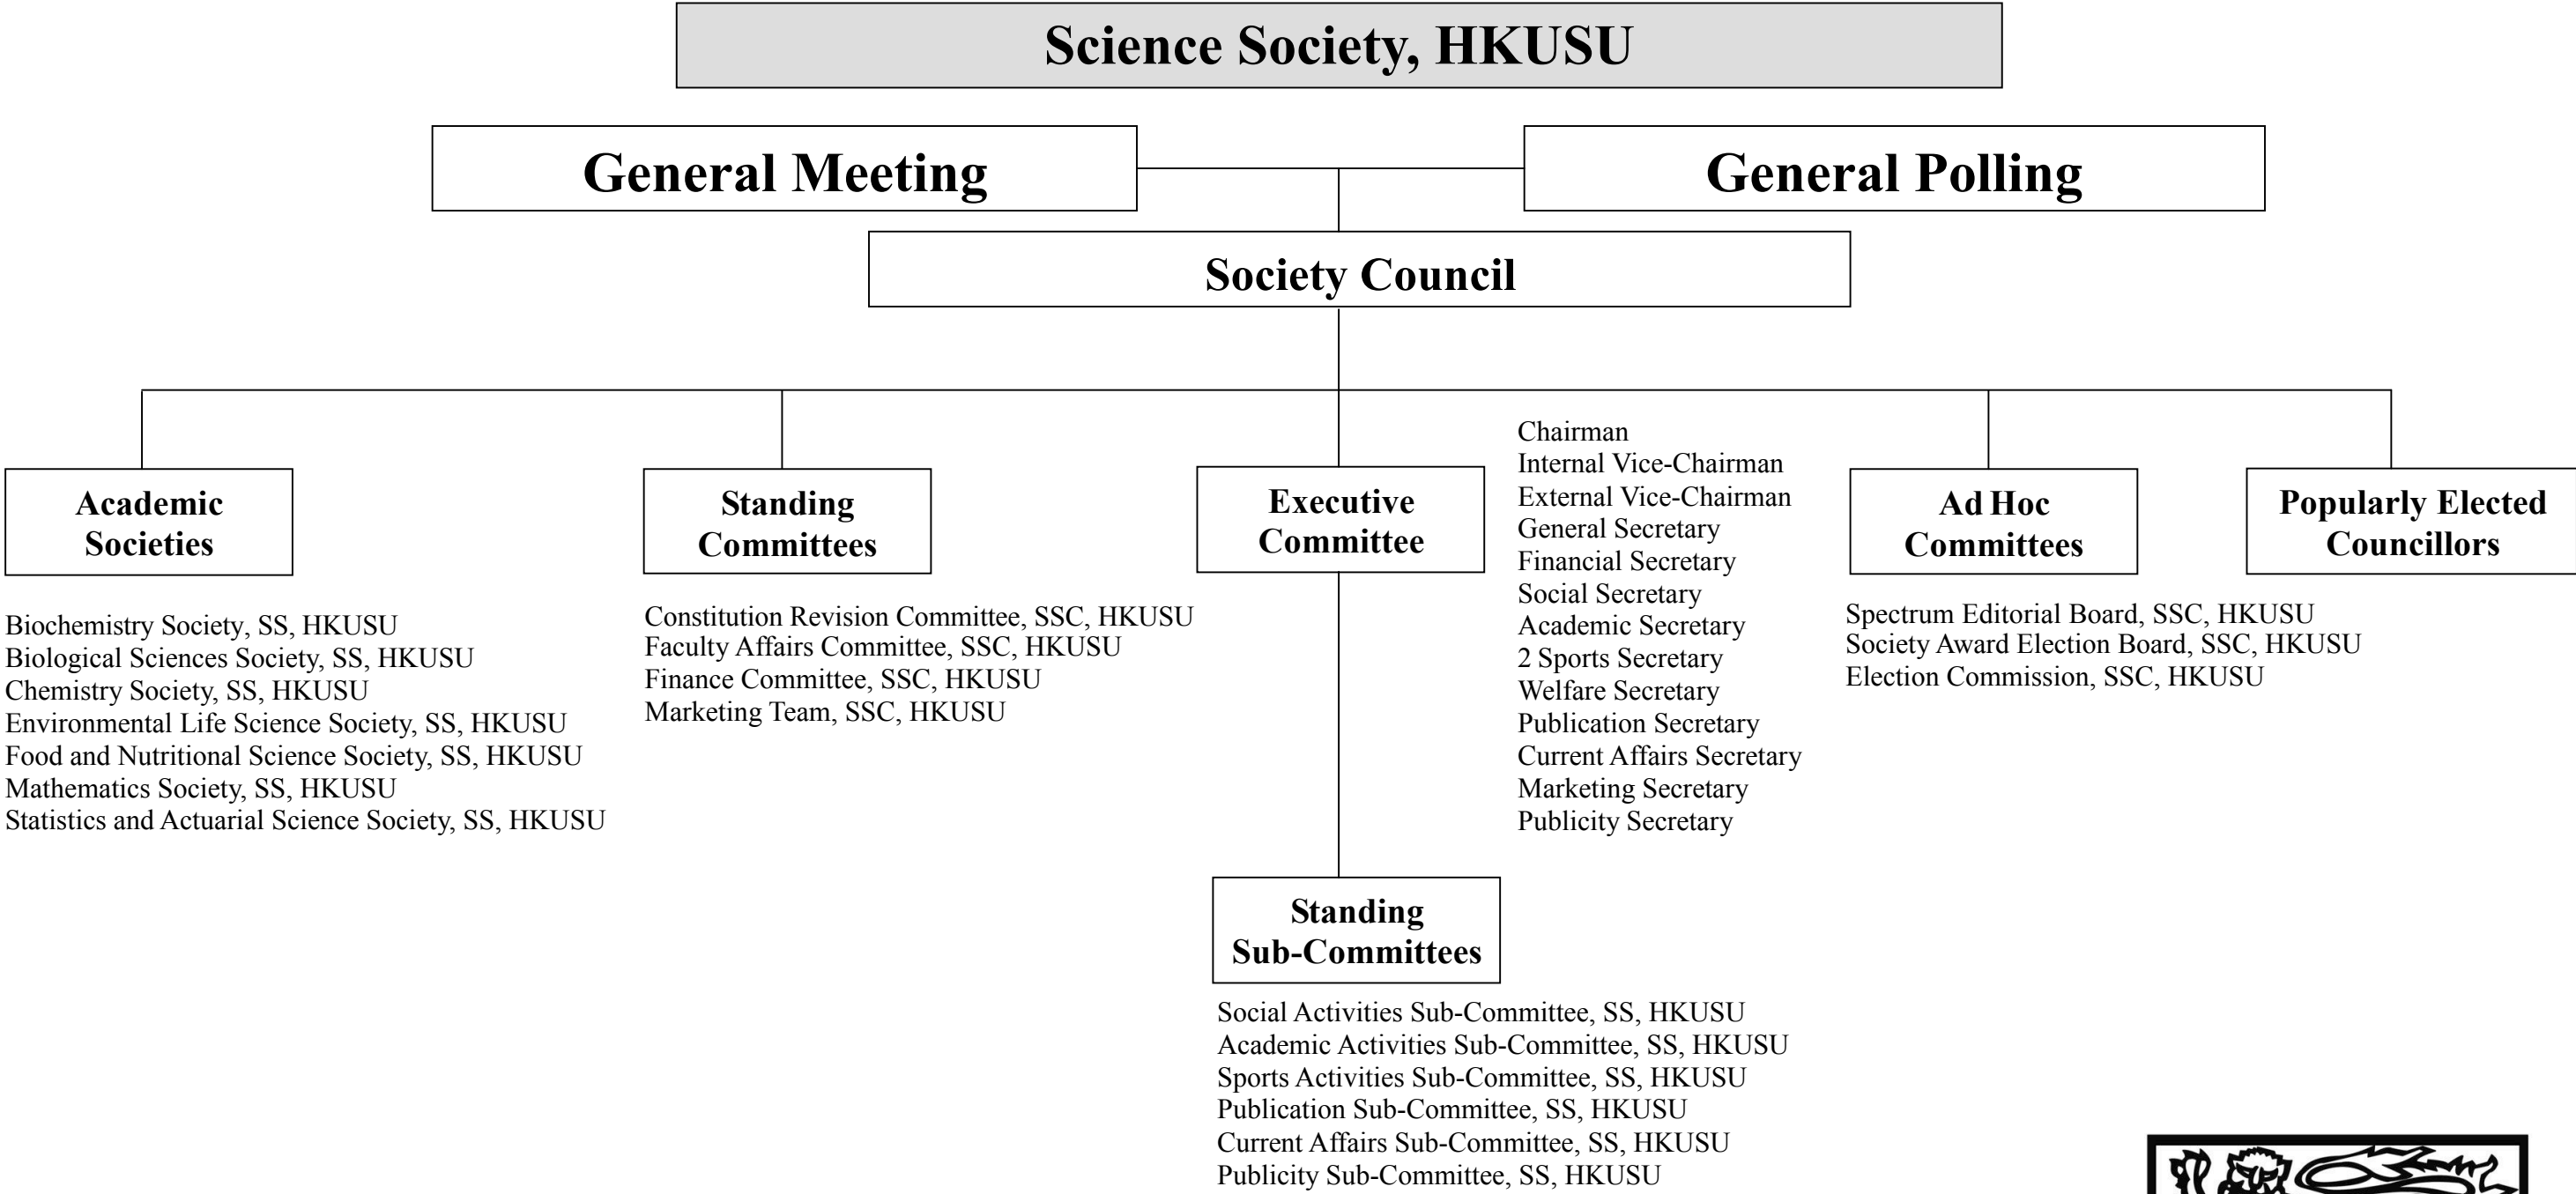 Science Society, HKUSU
General Meeting
General Polling
Society Council
Academic
Societies
Biochemistry Society, SS, HKUSU
Biological Sciences Society, SS, HKUSU
Chemistry Society, SS, HKUSU
Environmental Life Science Society, SS, HKUSU
Food and Nutritional Science Society, SS, HKUSU
Mathematics Society, SS, HKUSU
Statistics and Actuarial Science Society, SS, HKUSU
Standing
Committees
Constitution Revision Committee, SSC, HKUSU
Faculty Affairs Committee, SSC, HKUSU
Finance Committee, SSC, HKUSU
Marketing Team, SSC, HKUSU
Executive
Committee
Chairman
Internal Vice-Chairman
External Vice-Chairman
General Secretary
Financial Secretary
Social Secretary
Academic Secretary
2 Sports Secretary
Welfare Secretary
Publication Secretary
Current Affairs Secretary
Marketing Secretary
Publicity Secretary
Ad Hoc
Committees
Spectrum Editorial Board, SSC, HKUSU
Society Award Election Board, SSC, HKUSU
Election Commission, SSC, HKUSU
Popularly Elected
Councillors
Standing
Sub-Committees
Social Activities Sub-Committee, SS, HKUSU
Academic Activities Sub-Committee, SS, HKUSU
Sports Activities Sub-Committee, SS, HKUSU
Publication Sub-Committee, SS, HKUSU
Current Affairs Sub-Committee, SS, HKUSU
Publicity Sub-Committee, SS, HKUSU